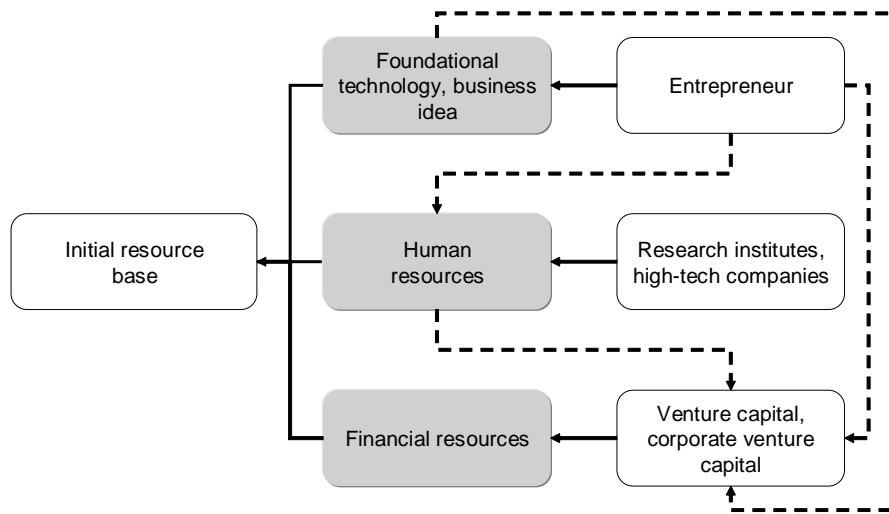 Foundational
technology, business
idea
Entrepreneur
Initial resource
base
Human
resources
Research institutes,
high-tech companies
Financial resources
Venture capital,
corporate venture
capital